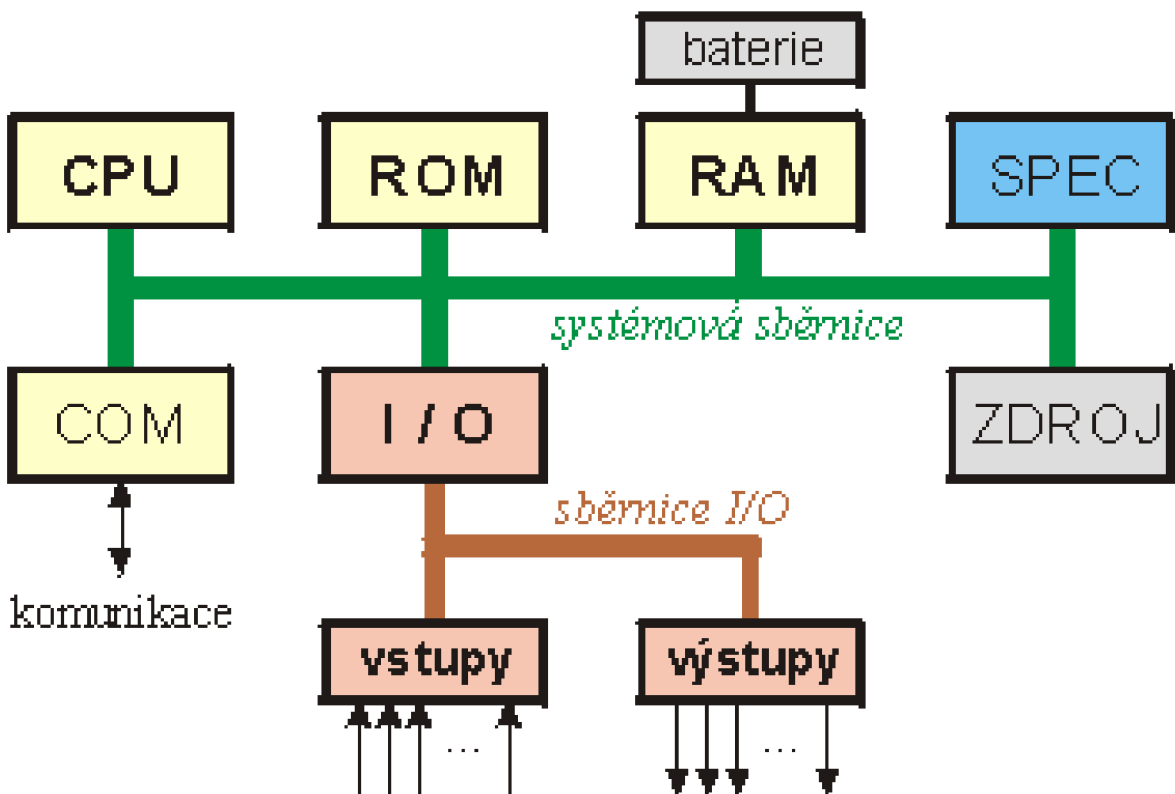 baterie
CPU ROM RAM SPEC
systémová sběrnice
COM I / O ZDROJ
sběrnice I/O
komunikace
vstupy výstupy
... ...